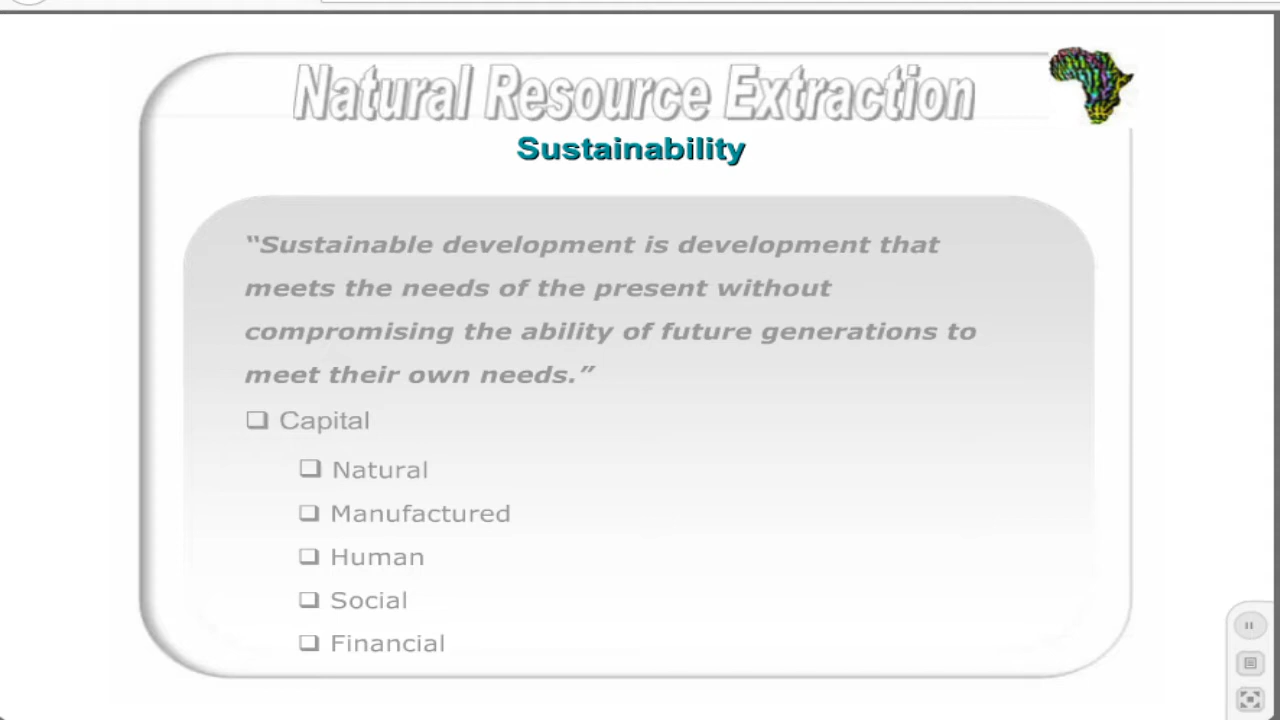 Natural Resource Extraction
Sustainability
“Sustainable development is development that
meets the needs of the present without
compromising the ability of future generations to
meet their own needs.”
❑ Capital
❑ Natural
❑ Manufactured
❑ Human
❑ Social
❑ Financial